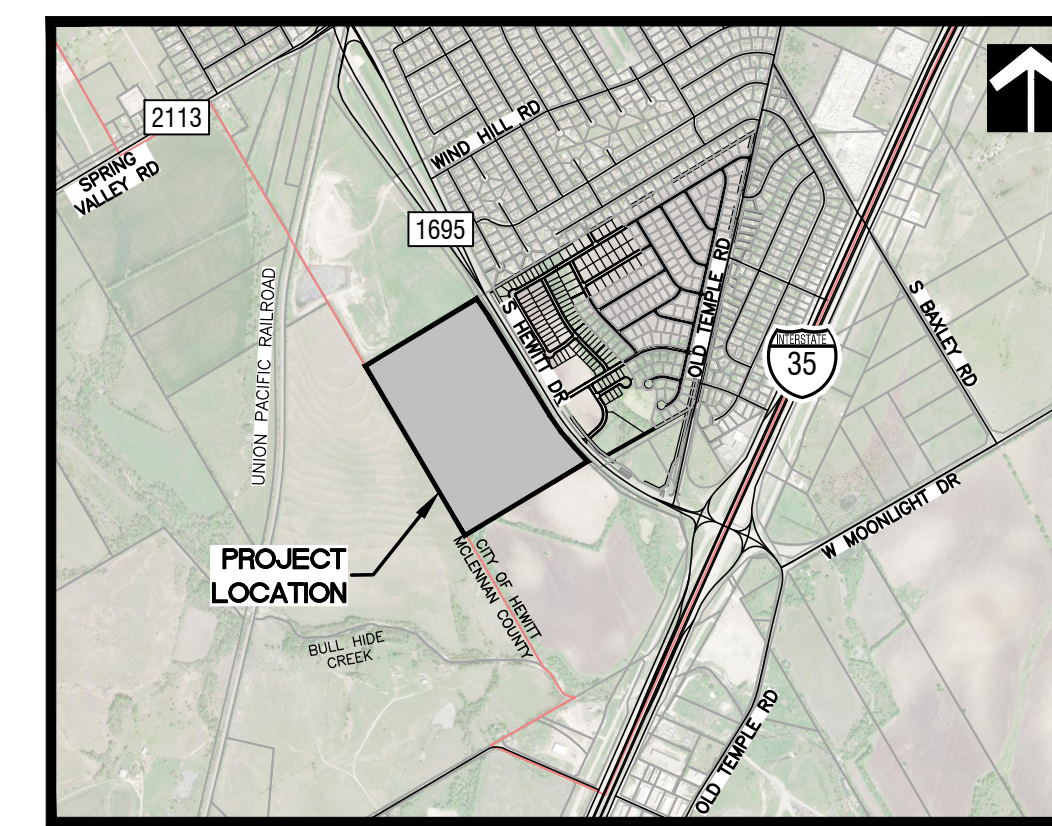 2113
SPRING
VALLEY RD
WIND HILL RD
1695
UNION PACIFIC RAILROAD
S HEWITT DR
OLD TEMPLE RD
S BAXLEY RD
INTERSTATE
35
W MOONLIGHT DR
PROJECT
LOCATION
CITY OF HEWITT
MCLENNAN COUNTY
BULL HIDE
CREEK
OLD TEMPLE RD